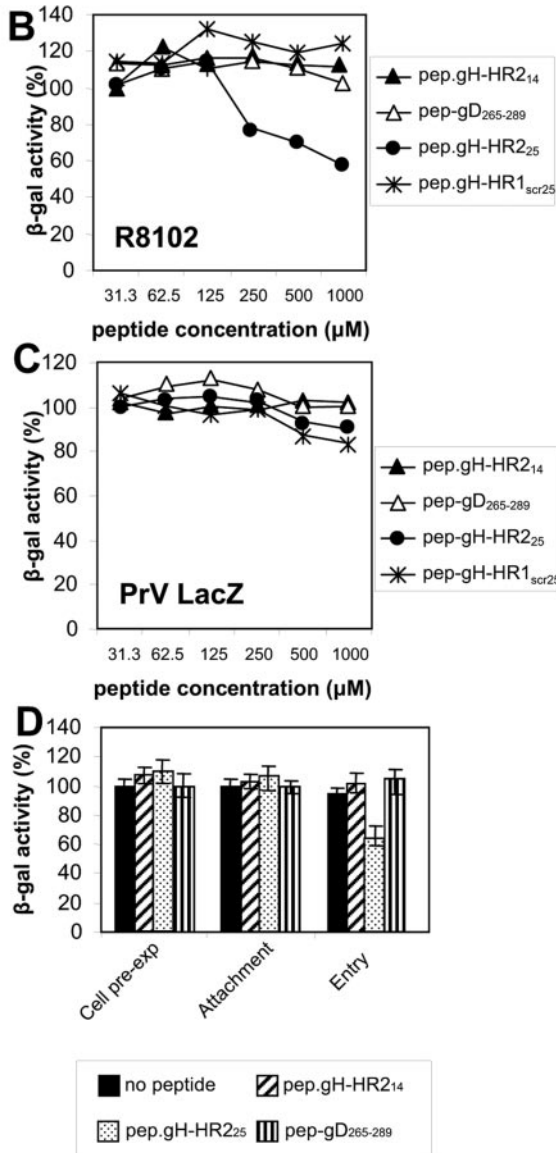 B
β-gal activity (%)
140
120
100
80
60
40
20
0
R8102
31.3 62.5 125 250 500 1000
peptide concentration (µM)
pep.gH-HR2₁₄
pep-gD₂₆₅₋₂₈₉
pep.gH-HR2₂₅
pep.gH-HR1scr25
C
β-gal activity (%)
120
100
80
60
40
20
0
PrV LacZ
31.3 62.5 125 250 500 1000
peptide concentration (µM)
pep.gH-HR2₁₄
pep-gD₂₆₅₋₂₈₉
pep-gH-HR2₂₅
pep-gH-HR1scr25
D
β-gal activity (%)
140
120
100
80
60
40
20
0
Cell pre-exp
Attachment
Entry
no peptide pep.gH-HR2₁₄
pep.gH-HR2₂₅ pep-gD₂₆₅₋₂₈₉